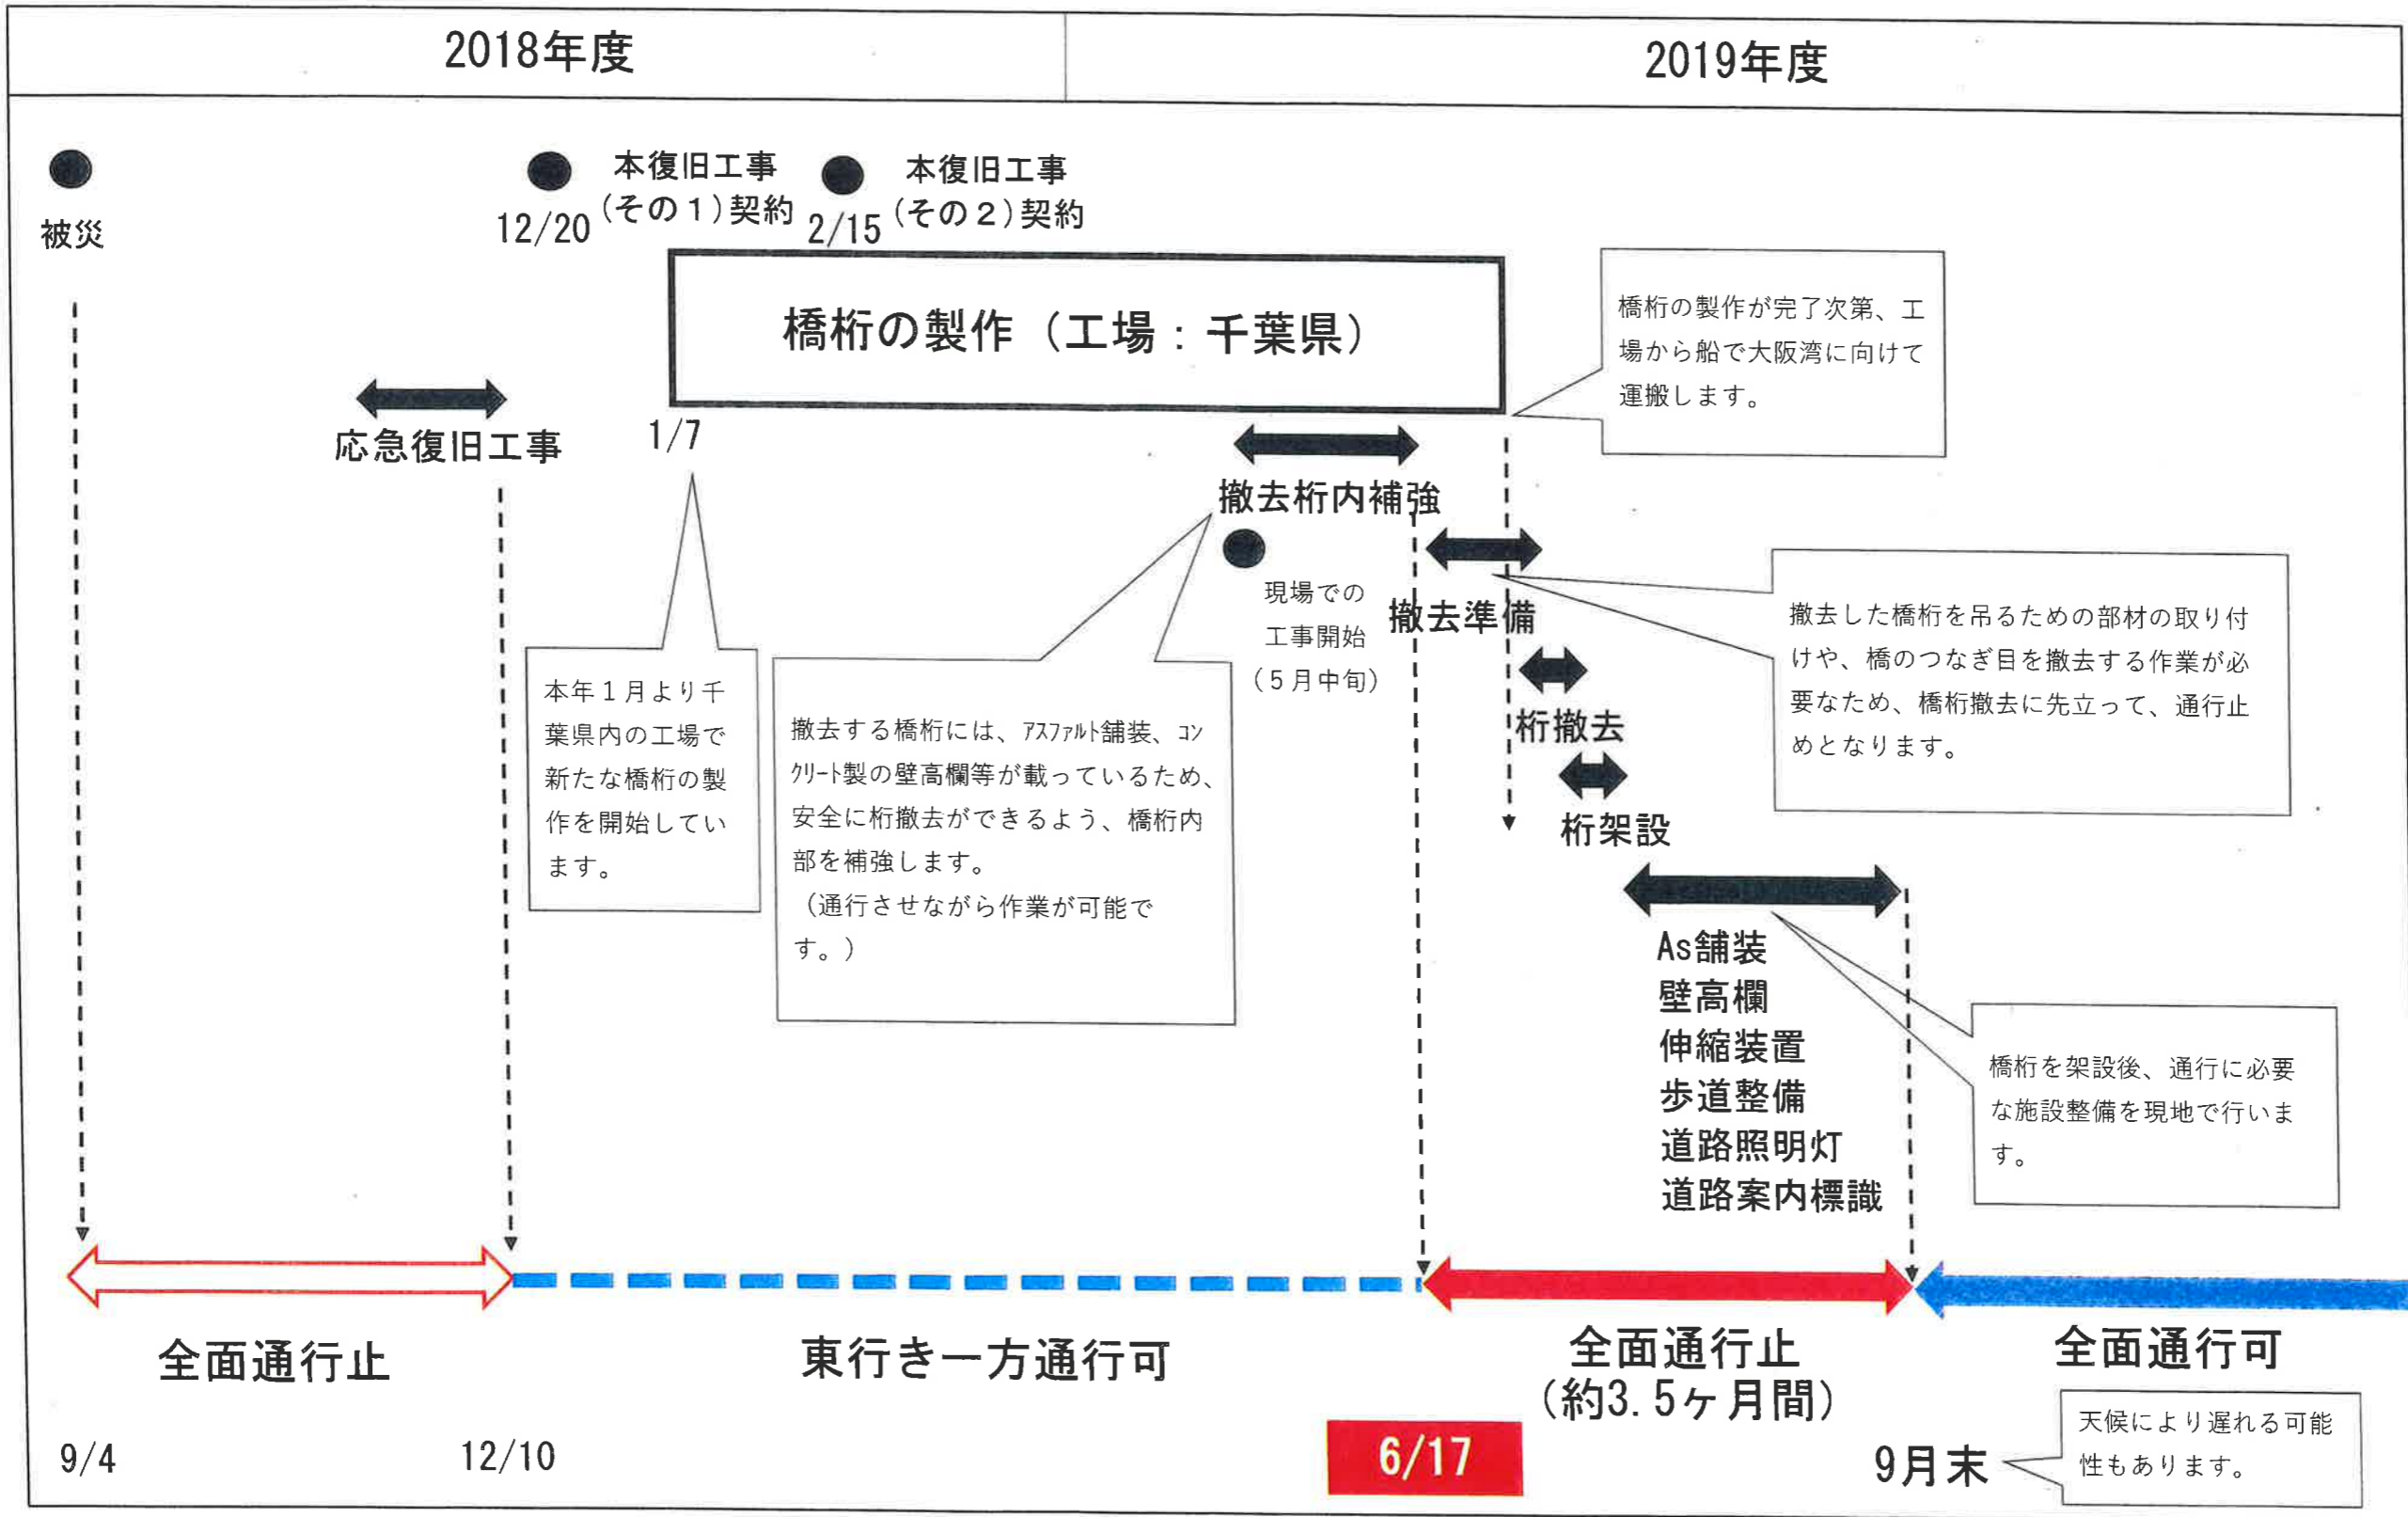 2018年度
2019年度
被災
12/20
本復旧工事
(その１)契約
2/15
本復旧工事
(その２)契約
橋桁の製作（工場：千葉県）
橋桁の製作が完了次第、工
場から船で大阪湾に向けて
運搬します。
応急復旧工事
1/7
撤去桁内補強
現場での
工事開始
（５月中旬）
撤去準備
撤去した橋桁を吊るための部材の取り付
けや、橋のつなぎ目を撤去する作業が必
要なため、橋桁撤去に先立って、通行止
めとなります。
本年１月より千
葉県内の工場で
新たな橋桁の製
作を開始してい
ます。
撤去する橋桁には、ｱｽﾌｧﾙﾄ舗装、ｺﾝ
ｸﾘｰﾄ製の壁高欄等が載っているため、
安全に桁撤去ができるよう、橋桁内
部を補強します。
（通行させながら作業が可能で
す。）
桁撤去
桁架設
As舗装
壁高欄
伸縮装置
歩道整備
道路照明灯
道路案内標識
橋桁を架設後、通行に必要
な施設整備を現地で行いま
す。
全面通行止
東行き一方通行可
全面通行止
(約3.5ヶ月間)
全面通行可
9/4
12/10
6/17
9月末
天候により遅れる可能
性もあります。